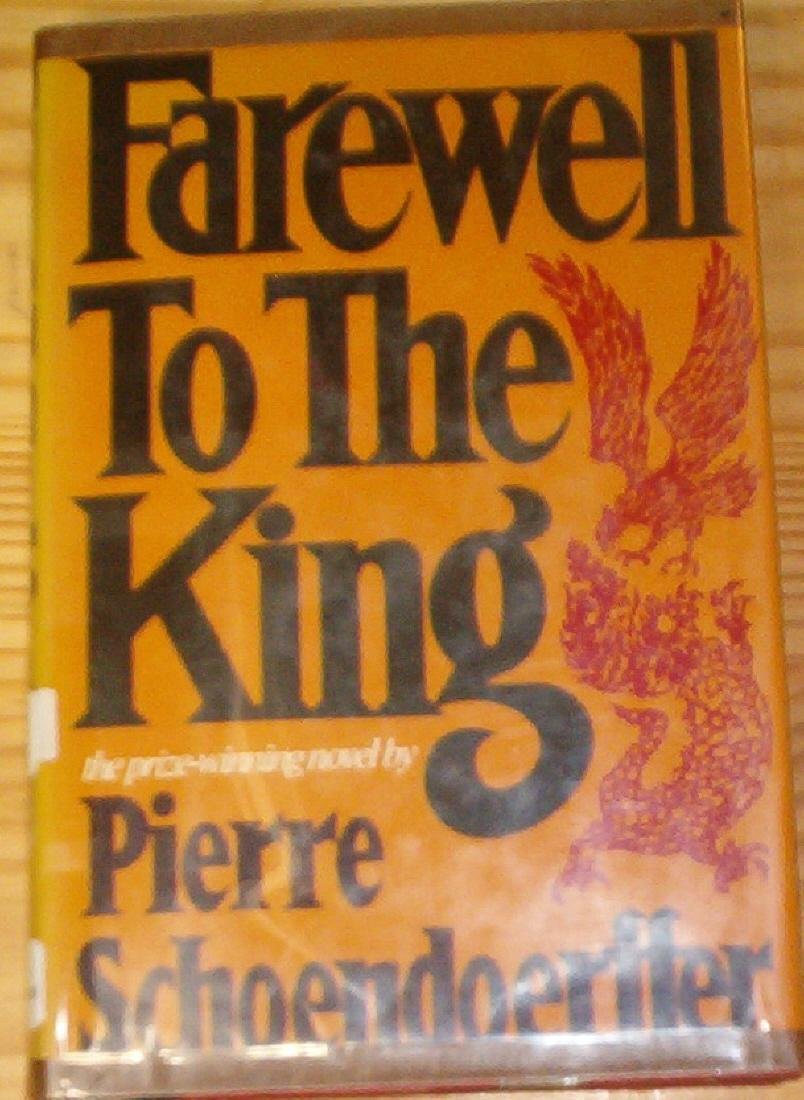 Farewell
To The
King
the prize-winning novel by
Pierre
Schoendoerffer